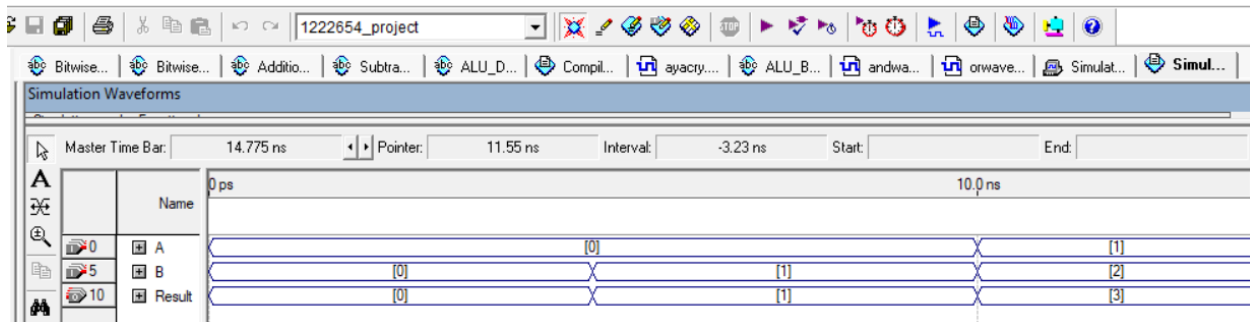 1222654_project
Bitwise... Bitwise... Additio... Subtra... ALU_D... Compil... ayacry.... ALU_B... andwa... orwave... Simulat... Simul...
Simulation Waveforms
Master Time Bar: 14.775 ns Pointer: 11.55 ns Interval: -3.23 ns Start: End:
0 ps 10.0 ns
Name
0 A [0] [1]
5 B [0] [1] [2]
10 Result [0] [1] [3]